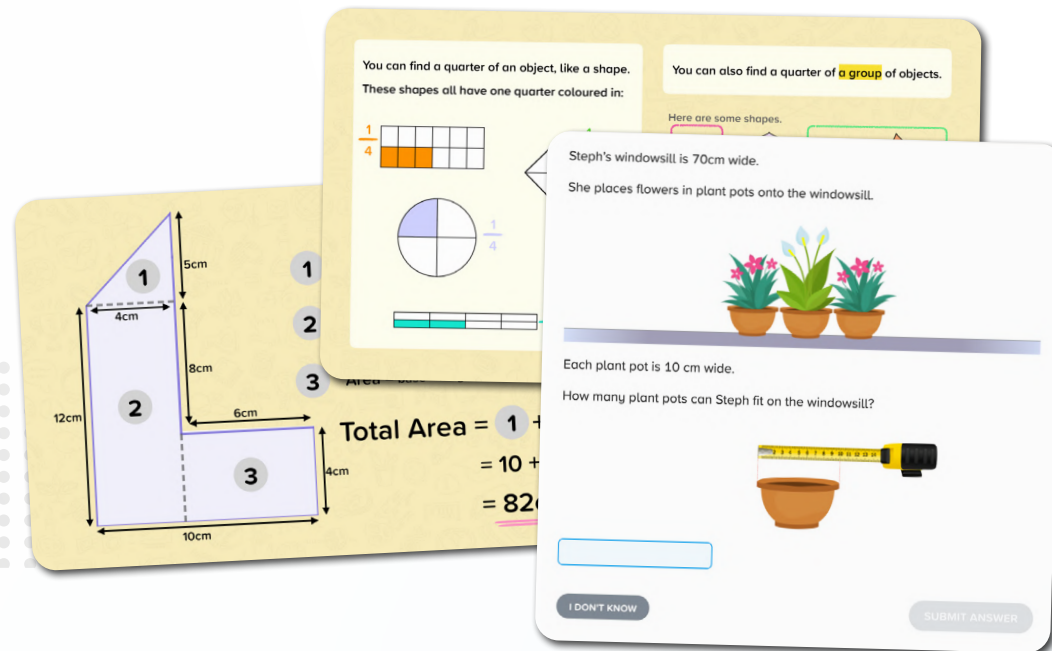 You can find a quarter of an object, like a shape.
These shapes all have one quarter coloured in:
1
4
1
4
You can also find a quarter of a group of objects.
Here are some shapes.
1
5cm
4cm
8cm
2
12cm
6cm
3
4cm
10cm
1
2
3
Area
Total Area = 1 +
= 10 +
= 82
Steph's windowsill is 70cm wide.
She places flowers in plant pots onto the windowsill.
Each plant pot is 10 cm wide.
How many plant pots can Steph fit on the windowsill?
I DON'T KNOW
SUBMIT ANSWER